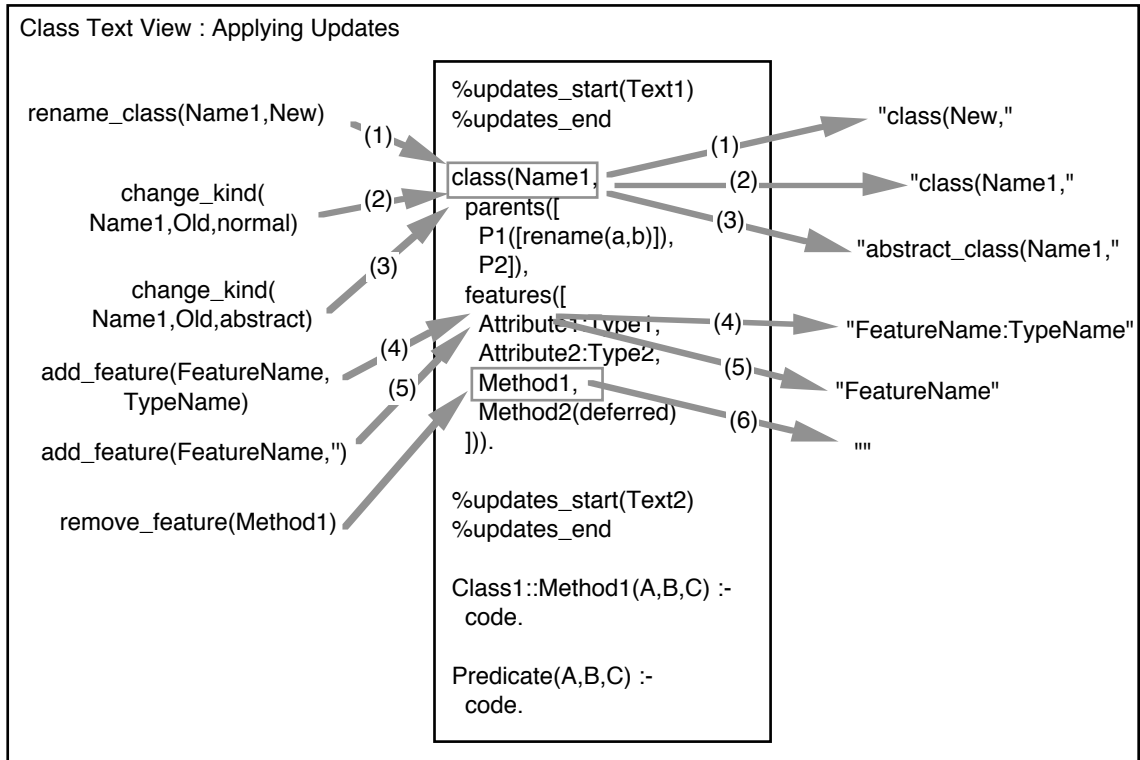 Class Text View : Applying Updates
rename_class(Name1,New)
(1)
change_kind(
Name1,Old,normal)
(2)
change_kind(
Name1,Old,abstract)
(3)
add_feature(FeatureName,
TypeName)
(4)
add_feature(FeatureName,'')
(5)
remove_feature(Method1)
%updates_start(Text1)
%updates_end
class(Name1,
parents([
P1([rename(a,b)]),
P2]),
features([
Attribute1:Type1,
Attribute2:Type2,
Method1,
Method2(deferred)
])).
%updates_start(Text2)
%updates_end
Class1::Method1(A,B,C) :-
code.
Predicate(A,B,C) :-
code.
(1)
"class(New,"
(2)
"class(Name1,"
(3)
"abstract_class(Name1,"
(4)
"FeatureName:TypeName"
(5)
"FeatureName"
(6)
""